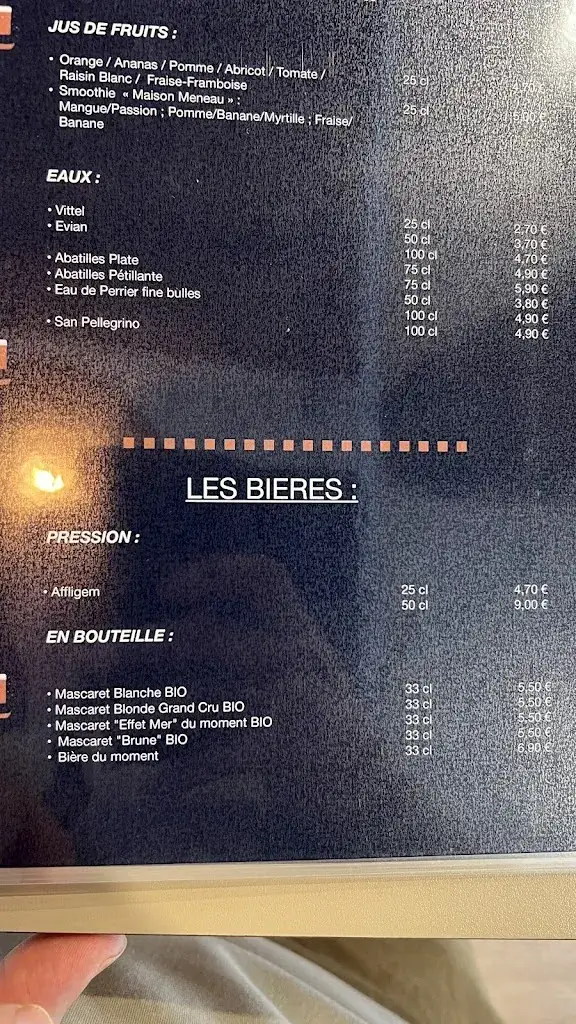 JUS DE FRUITS :
• Orange / Ananas / Pomme / Abricot / Tomate /
Raisin Blanc / Fraise-Framboise 25 cl
• Smoothie « Maison Meneau » : 25 cl
Mangue/Passion ; Pomme/Banane/Myrtille ; Fraise/
Banane
EAUX :
• Vittel 25 cl 2,70 €
• Evian 50 cl 3,70 €
100 cl 4,70 €
• Abatilles Plate 75 cl 4,90 €
• Abatilles Pétillante 75 cl 5,90 €
• Eau de Perrier fine bulles 50 cl 3,80 €
100 cl 4,90 €
• San Pellegrino 100 cl 4,90 €
LES BIERES :
PRESSION :
• Affligem 25 cl 4,70 €
50 cl 9,00 €
EN BOUTEILLE :
• Mascaret Blanche BIO 33 cl 5,50 €
• Mascaret Blonde Grand Cru BIO 33 cl 5,50 €
• Mascaret "Effet Mer" du moment BIO 33 cl 5,50 €
• Mascaret "Brune" BIO 33 cl 5,50 €
• Bière du moment 33 cl 6,90 €